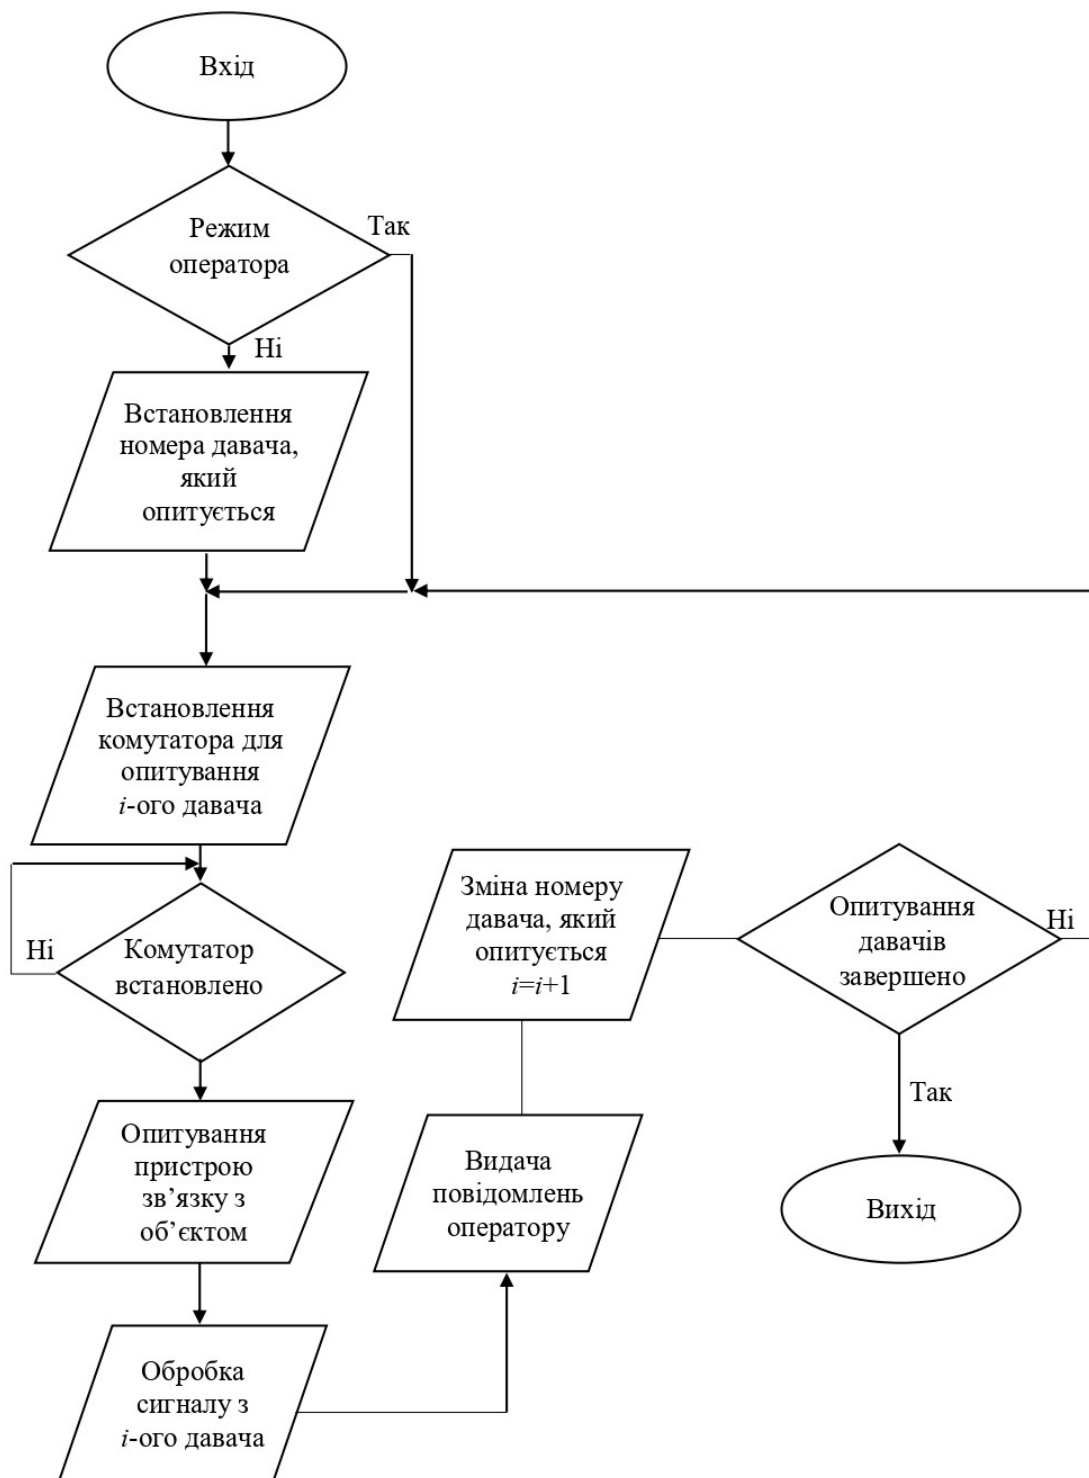 Вхід
Режим
оператора
Так
Ні
Встановлення
номера давача,
який
опитується
Встановлення
комутатора для
опитування
i-ого давача
Ні
Комутатор
встановлено
Опитування
пристрою
зв’язку з
об’єктом
Обробка
сигналу з
i-ого давача
Видача
повідомлень
оператору
Зміна номеру
давача, який
опитується
i=i+1
Опитування
давачів
завершено
Ні
Так
Вихід